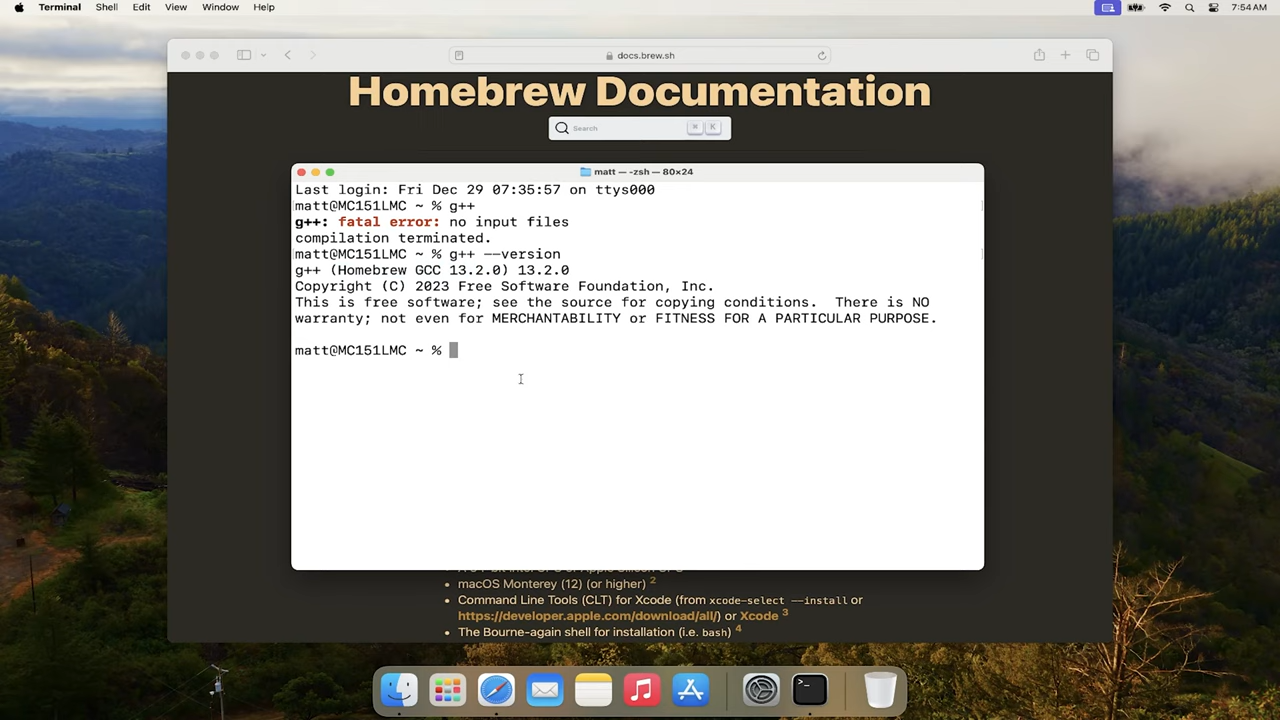 Terminal Shell Edit View Window Help 7:54 AM
docs.brew.sh
Homebrew Documentation
Search ⌘ K
matt — -zsh — 80×24
Last login: Fri Dec 29 07:35:57 on ttys000
matt@MC151LMC ~ % g++
g++: fatal error: no input files
compilation terminated.
matt@MC151LMC ~ % g++ --version
g++ (Homebrew GCC 13.2.0) 13.2.0
Copyright (C) 2023 Free Software Foundation, Inc.
This is free software; see the source for copying conditions.  There is NO
warranty; not even for MERCHANTABILITY or FITNESS FOR A PARTICULAR PURPOSE.
matt@MC151LMC ~ %
macOS Monterey (12) (or higher) 2
Command Line Tools (CLT) for Xcode (from xcode-select --install or
https://developer.apple.com/download/all/) or Xcode 3
The Bourne-again shell for installation (i.e. bash) 4